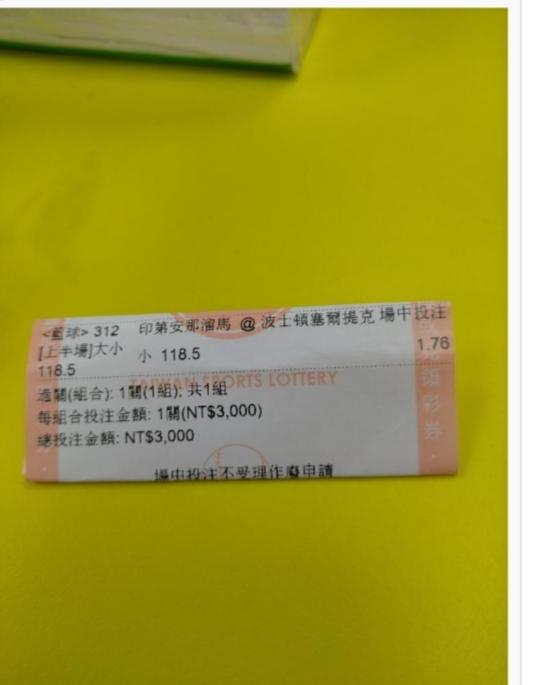 <籃球> 312 印第安那溜馬 @ 波士頓塞爾提克 場中投注
[上半場]大小 小 118.5 1.76
118.5
TAIWAN SPORTS LOTTERY
過關(組合): 1關(1組); 共1組
每組合投注金額: 1關(NT$3,000)
總投注金額: NT$3,000
場中投注不受理作廢申請
彩
券